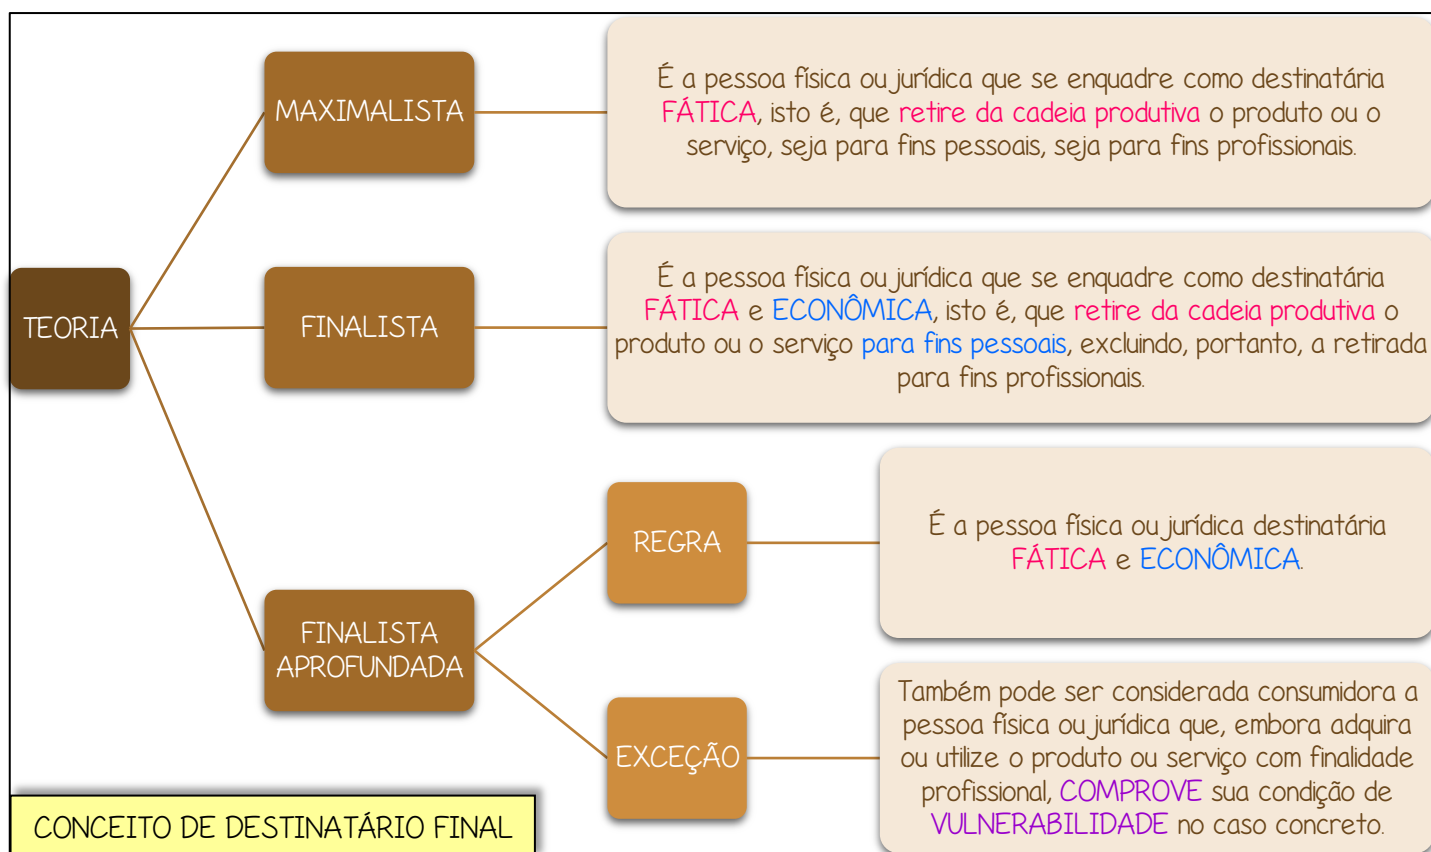 TEORIA
MAXIMALISTA
É a pessoa física ou jurídica que se enquadre como destinatária
FÁTICA, isto é, que retire da cadeia produtiva o produto ou o
serviço, seja para fins pessoais, seja para fins profissionais.
FINALISTA
É a pessoa física ou jurídica que se enquadre como destinatária
FÁTICA e ECONÔMICA, isto é, que retire da cadeia produtiva o
produto ou o serviço para fins pessoais, excluindo, portanto, a retirada
para fins profissionais.
FINALISTA
APROFUNDADA
REGRA
É a pessoa física ou jurídica destinatária
FÁTICA e ECONÔMICA.
EXCEÇÃO
Também pode ser considerada consumidora a
pessoa física ou jurídica que, embora adquira
ou utilize o produto ou serviço com finalidade
profissional, COMPROVE sua condição de
VULNERABILIDADE no caso concreto.
CONCEITO DE DESTINATÁRIO FINAL